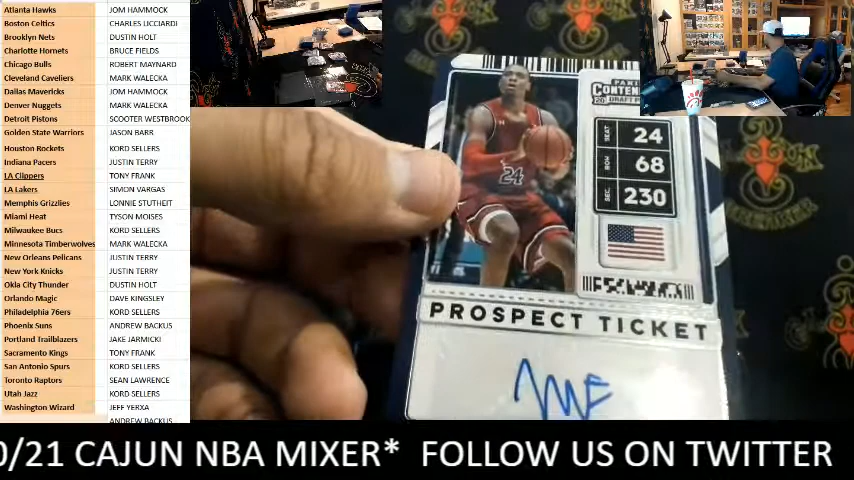 Atlanta Hawks JOM HAMMOCK
Boston Celtics CHARLES LICCIARDI
Brooklyn Nets DUSTIN HOLT
Charlotte Hornets BRUCE FIELDS
Chicago Bulls ROBERT MAYNARD
Cleveland Caveliers MARK WALECKA
Dallas Mavericks JOM HAMMOCK
Denver Nuggets MARK WALECKA
Detroit Pistons SCOOTER WESTBROOK
Golden State Warriors JASON BARR
Houston Rockets KORD SELLERS
Indiana Pacers JUSTIN TERRY
LA Clippers TONY FRANK
LA Lakers SIMON VARGAS
Memphis Grizzlies LONNIE STUTHEIT
Miami Heat TYSON MOISES
Milwaukee Bucs KORD SELLERS
Minnesota Timberwolves MARK WALECKA
New Orleans Pelicans JUSTIN TERRY
New York Knicks JUSTIN TERRY
Okla City Thunder DUSTIN HOLT
Orlando Magic DAVE KINGSLEY
Philadelphia 76ers KORD SELLERS
Phoenix Suns ANDREW BACKUS
Portland Trailblazers JAKE JARMICKI
Sacramento Kings TONY FRANK
San Antonio Spurs KORD SELLERS
Toronto Raptors SEAN LAWRENCE
Utah Jazz KORD SELLERS
Washington Wizard JEFF YERXA
ANDREW BACKUS
SEAT 24
ROW 68
SEC. 230
24
PROSPECT TICKET
0/21 CAJUN NBA MIXER* FOLLOW US ON TWITTER